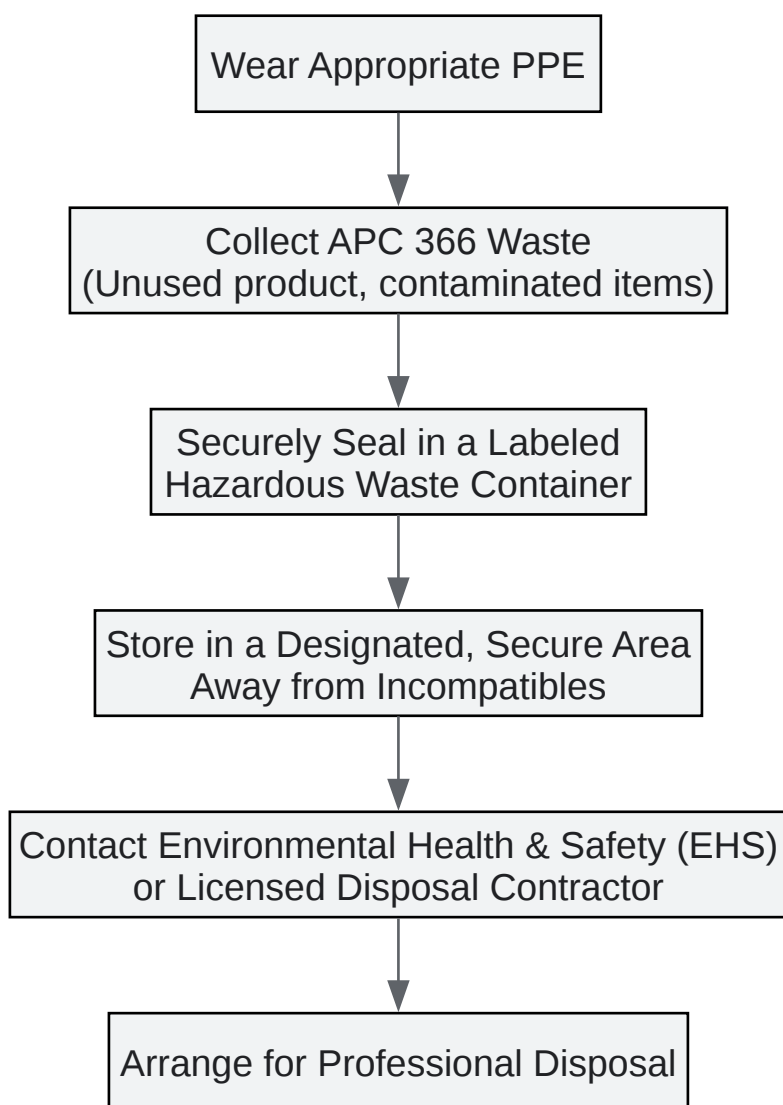 Wear Appropriate PPE
Collect APC 366 Waste
(Unused product, contaminated items)
Securely Seal in a Labeled
Hazardous Waste Container
Store in a Designated, Secure Area
Away from Incompatibles
Contact Environmental Health & Safety (EHS)
or Licensed Disposal Contractor
Arrange for Professional Disposal